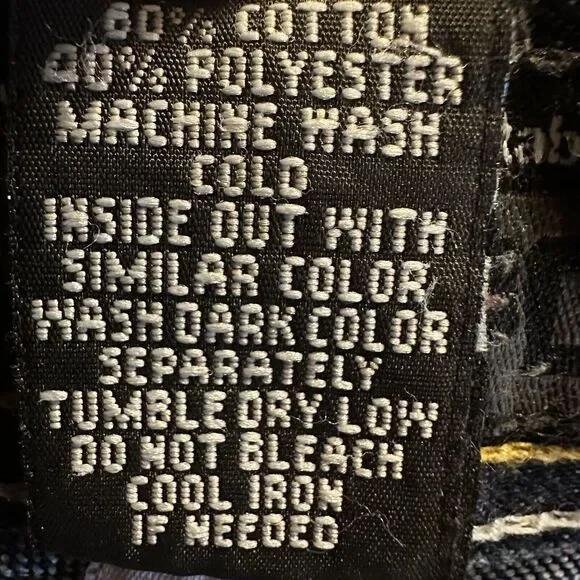 60% COTTON
40% POLYESTER
MACHINE WASH
COLD
INSIDE OUT WITH
SIMILAR COLOR
WASH DARK COLOR
SEPARATELY
TUMBLE DRY LOW
DO NOT BLEACH
COOL IRON
IF NEEDED